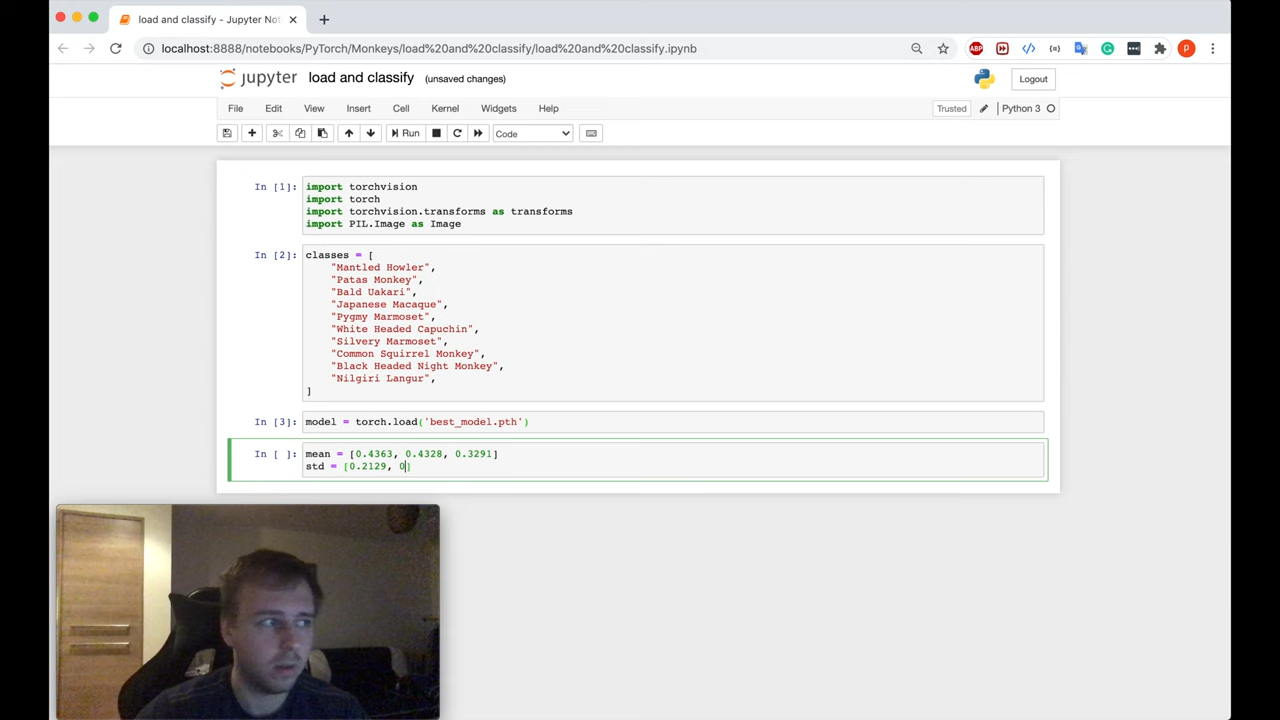 load and classify - Jupyter Not
localhost:8888/notebooks/PyTorch/Monkeys/load%20and%20classify/load%20and%20classify.ipynb
ABP
p
jupyter load and classify (unsaved changes)
Logout
File Edit View Insert Cell Kernel Widgets Help
Trusted Python 3
Run Code
In [1]: import torchvision
import torch
import torchvision.transforms as transforms
import PIL.Image as Image
In [2]: classes = [
"Mantled Howler",
"Patas Monkey",
"Bald Uakari",
"Japanese Macaque",
"Pygmy Marmoset",
"White Headed Capuchin",
"Silvery Marmoset",
"Common Squirrel Monkey",
"Black Headed Night Monkey",
"Nilgiri Langur",
]
In [3]: model = torch.load('best_model.pth')
In [ ]: mean = [0.4363, 0.4328, 0.3291]
std = [0.2129, 0]